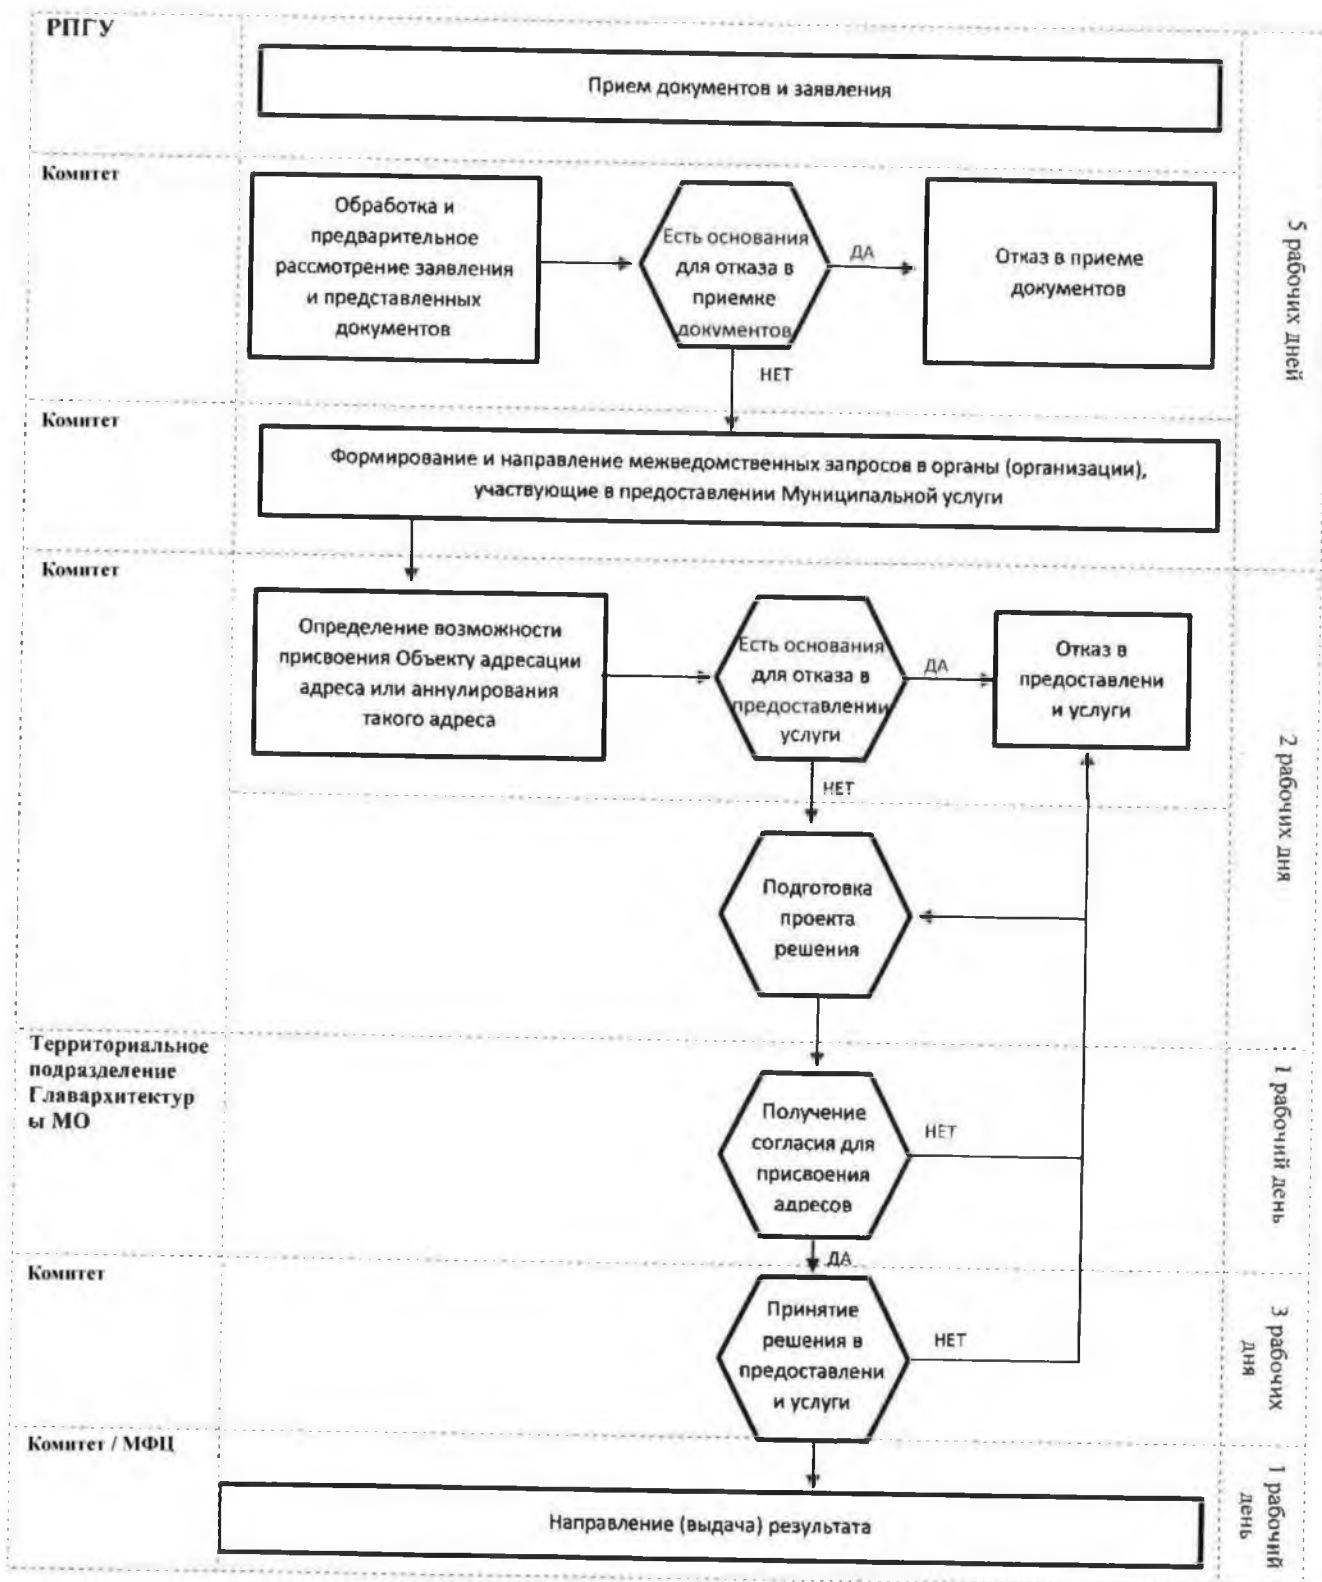 РПГУ
Прием документов и заявления
Комитет
Обработка и
предварительное
рассмотрение заявления
и представленных
документов
Есть основания
для отказа в
приемке
документов
ДА
Отказ в приеме
документов
НЕТ
5 рабочих дней
Комитет
Формирование и направление межведомственных запросов в органы (организации),
участвующие в предоставлении Муниципальной услуги
Комитет
Определение возможности
присвоения Объекту адресации
адреса или аннулирования
такого адреса
Есть основания
для отказа в
предоставлении
услуги
ДА
Отказ в
предоставлени
и услуги
НЕТ
2 рабочих дня
Подготовка
проекта
решения
Территориальное
подразделение
Главархитектур
ы МО
Получение
согласия для
присвоения
адресов
НЕТ
1 рабочий день
ДА
Комитет
Принятие
решения в
предоставлени
и услуги
НЕТ
3 рабочих
дня
Комитет / МФЦ
Направление (выдача) результата
1 рабочий
день